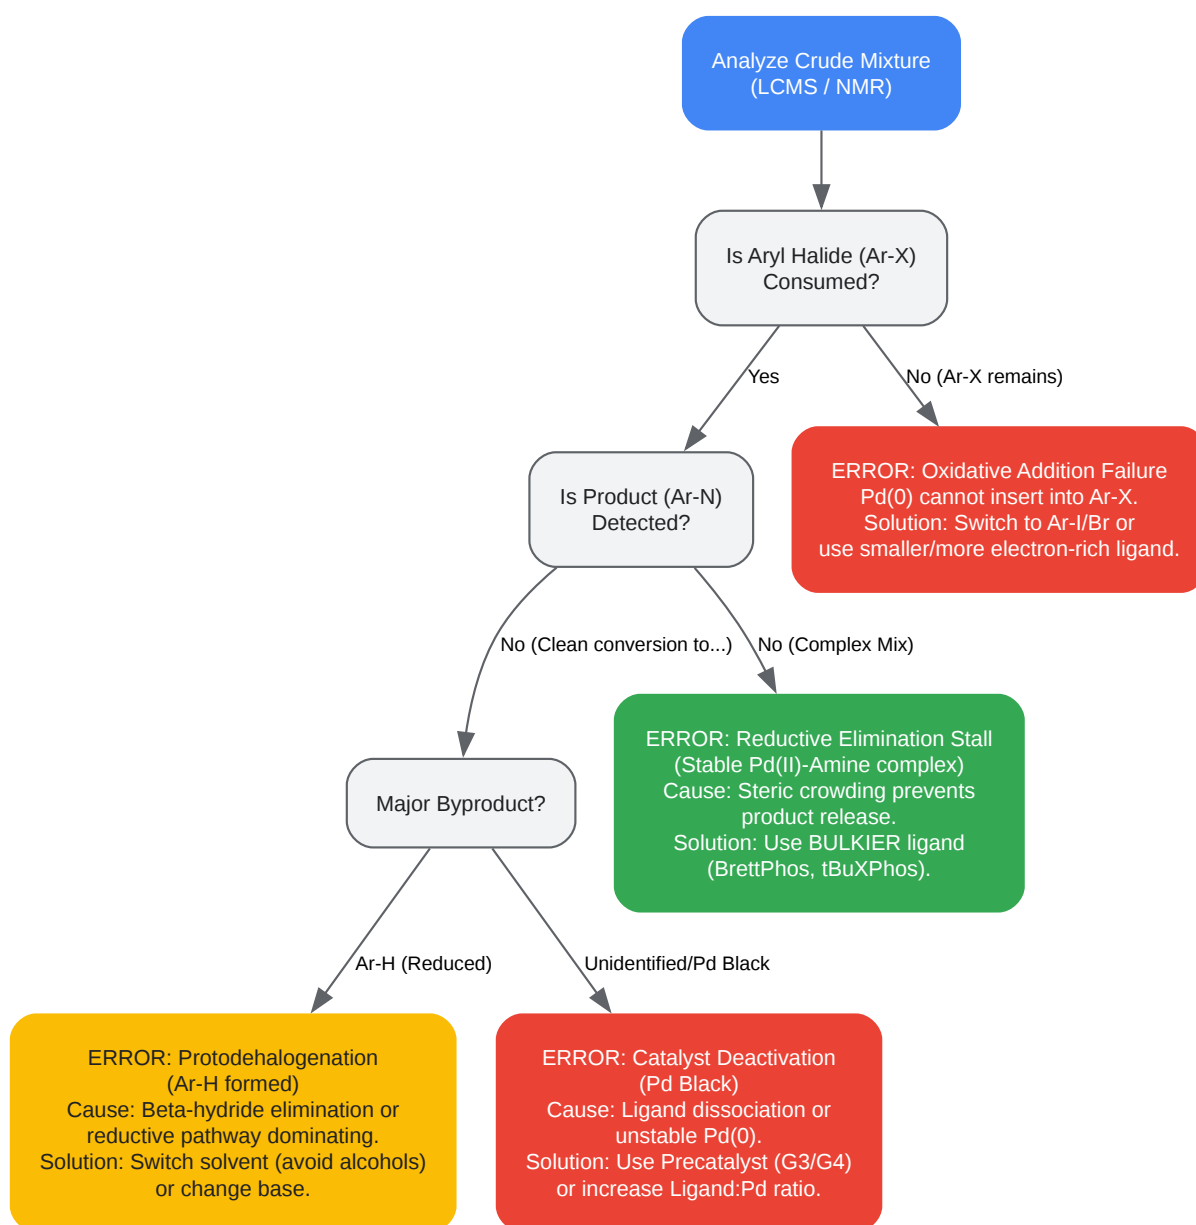 Analyze Crude Mixture
(LCMS / NMR)
Is Aryl Halide (Ar-X)
Consumed?
Yes
No (Ar-X remains)
Is Product (Ar-N)
Detected?
ERROR: Oxidative Addition Failure
Pd(0) cannot insert into Ar-X.
Solution: Switch to Ar-I/Br or
use smaller/more electron-rich ligand.
No (Clean conversion to...)
No (Complex Mix)
Major Byproduct?
ERROR: Reductive Elimination Stall
(Stable Pd(II)-Amine complex)
Cause: Steric crowding prevents
product release.
Solution: Use BULKIER ligand
(BrettPhos, tBuXPhos).
Ar-H (Reduced)
Unidentified/Pd Black
ERROR: Protodehalogenation
(Ar-H formed)
Cause: Beta-hydride elimination or
reductive pathway dominating.
Solution: Switch solvent (avoid alcohols)
or change base.
ERROR: Catalyst Deactivation
(Pd Black)
Cause: Ligand dissociation or
unstable Pd(0).
Solution: Use Precatalyst (G3/G4)
or increase Ligand:Pd ratio.